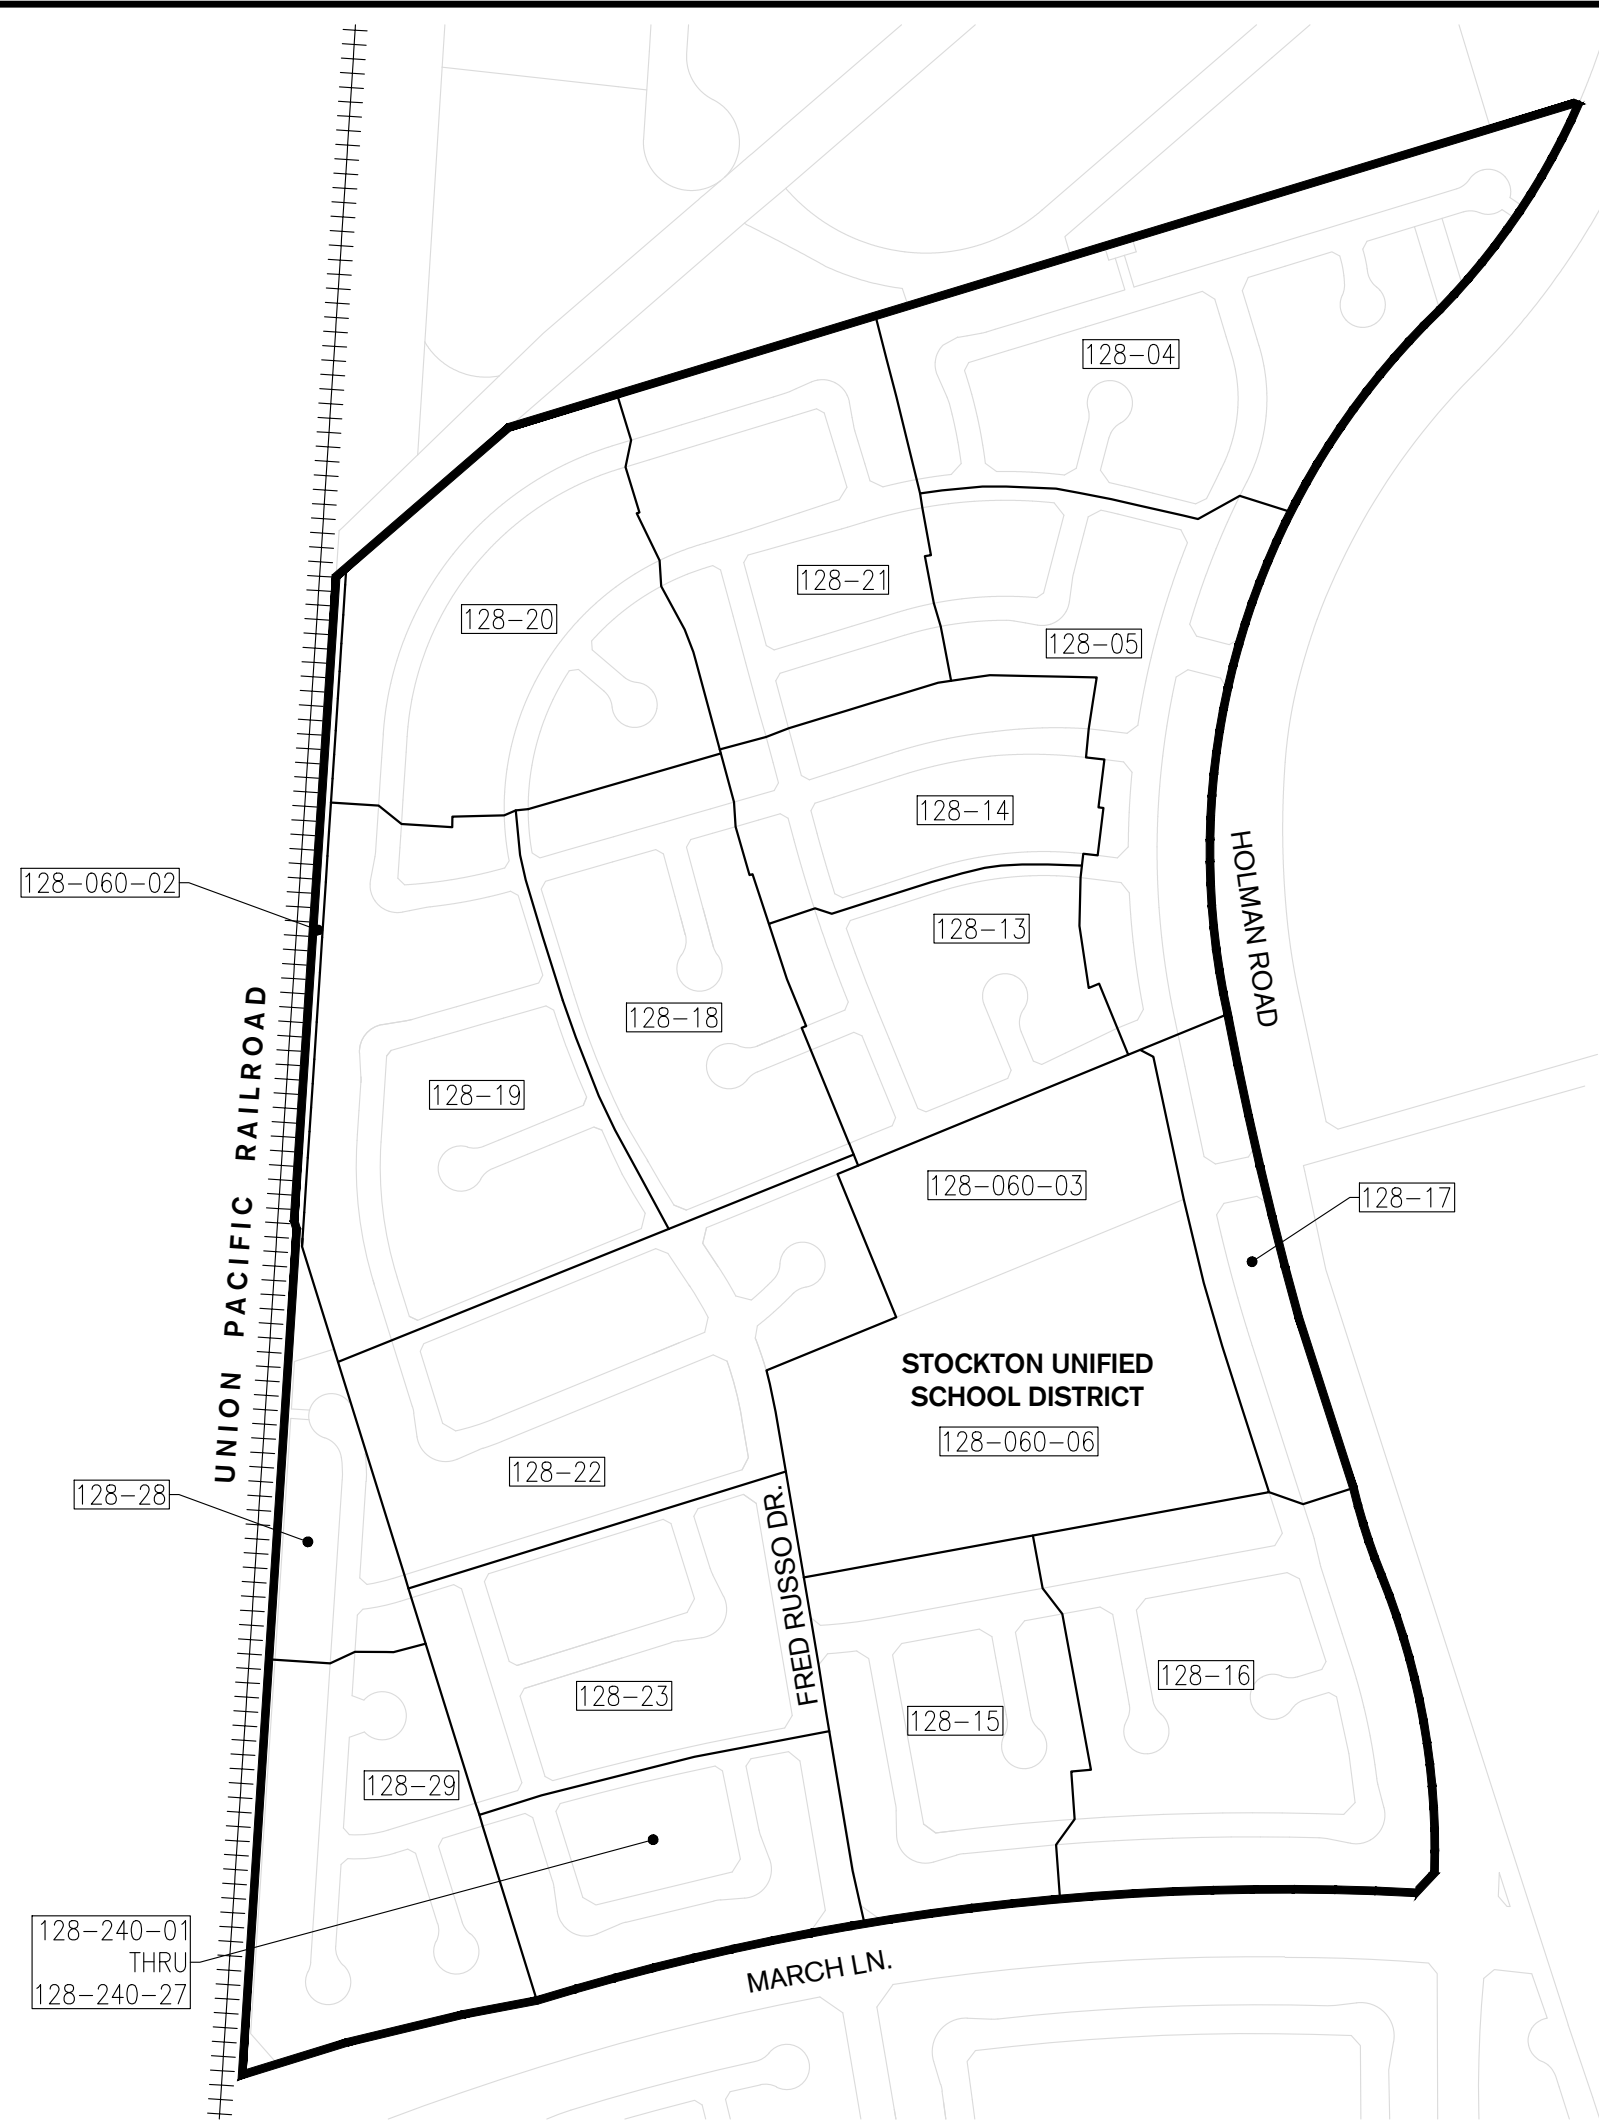 128-04
128-21
128-20
128-05
128-14
HOLMAN ROAD
128-060-02
128-13
128-18
UNION PACIFIC RAILROAD
128-19
128-060-03
128-17
STOCKTON UNIFIED
SCHOOL DISTRICT
128-060-06
128-22
128-28
FRED RUSSO DR.
128-23
128-16
128-15
128-29
128-240-01
THRU
128-240-27
MARCH LN.